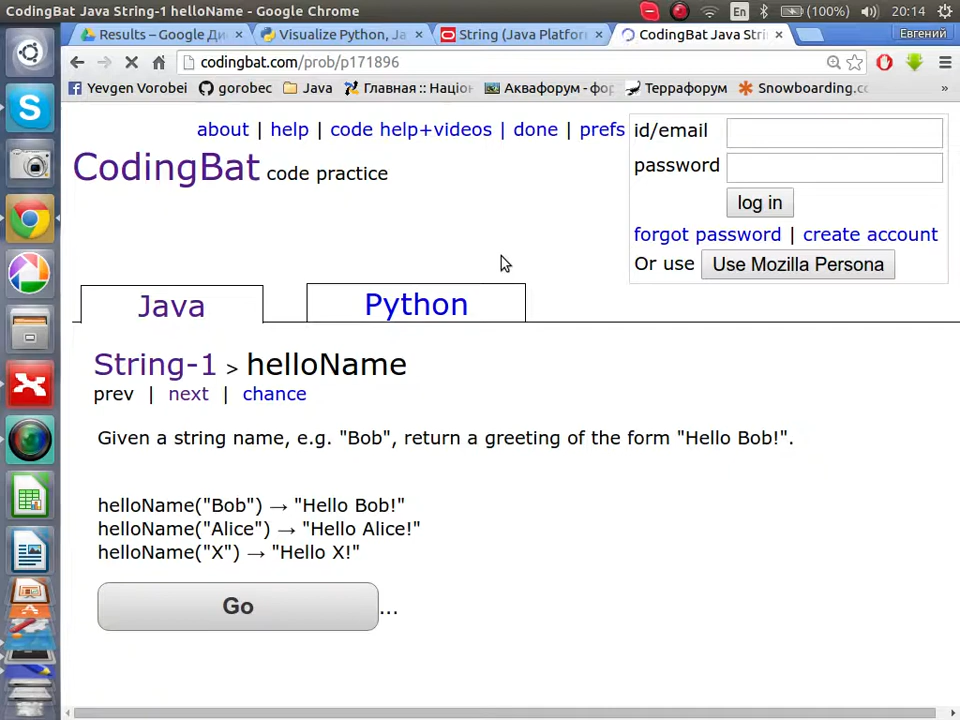 CodingBat Java String-1 helloName - Google Chrome
En (100%) 20:14
Results – Google Ди
Visualize Python, Ja
String (Java Platforr
CodingBat Java Stri
Евгений
codingbat.com/prob/p171896
Yevgen Vorobei
gorobec
Java
Главная :: Націон
Аквафорум - фор
Террафорум
Snowboarding.cc
»
about | help | code help+videos | done | prefs
id/email
CodingBat code practice
password
log in
forgot password | create account
Or use Use Mozilla Persona
Java
Python
String-1 > helloName
prev | next | chance
Given a string name, e.g. "Bob", return a greeting of the form "Hello Bob!".
helloName("Bob") → "Hello Bob!"
helloName("Alice") → "Hello Alice!"
helloName("X") → "Hello X!"
Go
...